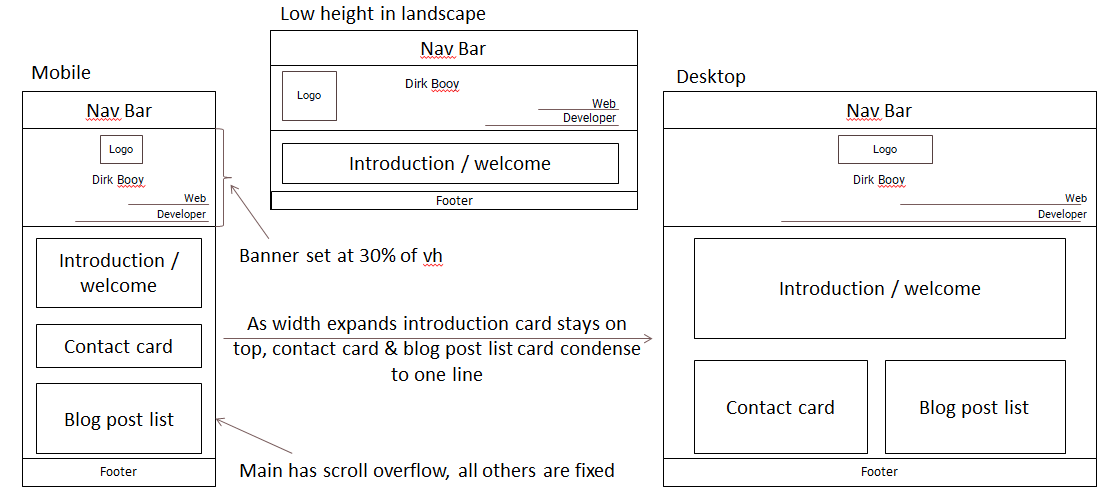 Low height in landscape
Nav Bar
Logo
Dirk Booy
Web
Developer
Introduction / welcome
Footer
Mobile
Nav Bar
Logo
Dirk Booy
Web
Developer
Introduction /
welcome
Contact card
Blog post list
Footer
Banner set at 30% of vh
As width expands introduction card stays on
top, contact card & blog post list card condense
to one line
Main has scroll overflow, all others are fixed
Desktop
Nav Bar
Logo
Dirk Booy
Web
Developer
Introduction / welcome
Contact card
Blog post list
Footer